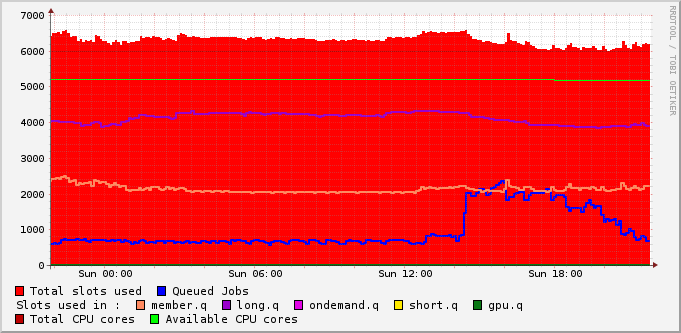 7000
6000
5000
4000
3000
2000
1000
0
Sun 00:00 Sun 06:00 Sun 12:00 Sun 18:00
Total slots used Queued Jobs
Slots used in : member.q long.q ondemand.q short.q gpu.q
Total CPU cores Available CPU cores
RRDTOOL / TOBI OETIKER